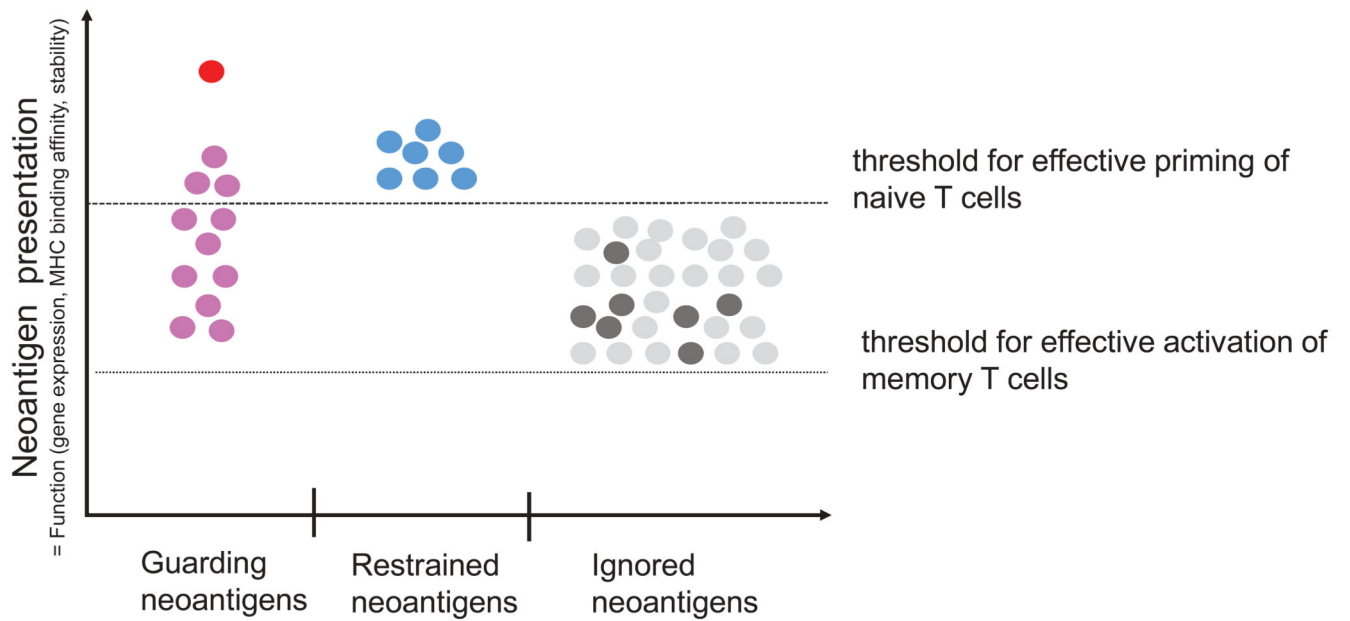 Neoantigen presentation
= Function (gene expression, MHC binding affinity, stability)
threshold for effective priming of
naive T cells
threshold for effective activation of
memory T cells
Guarding
neoantigens
Restrained
neoantigens
Ignored
neoantigens